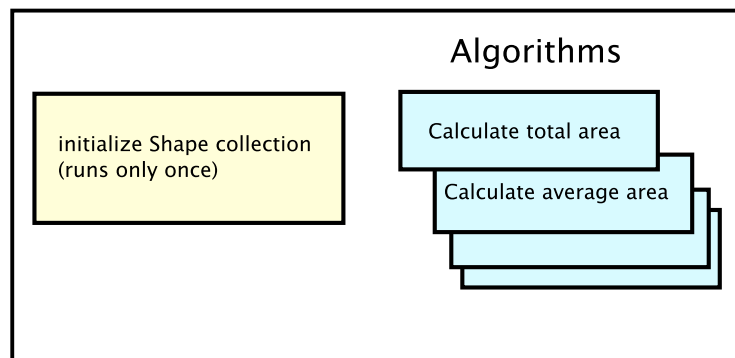 Algorithms
initialize Shape collection
(runs only once)
Calculate total area
Calculate average area